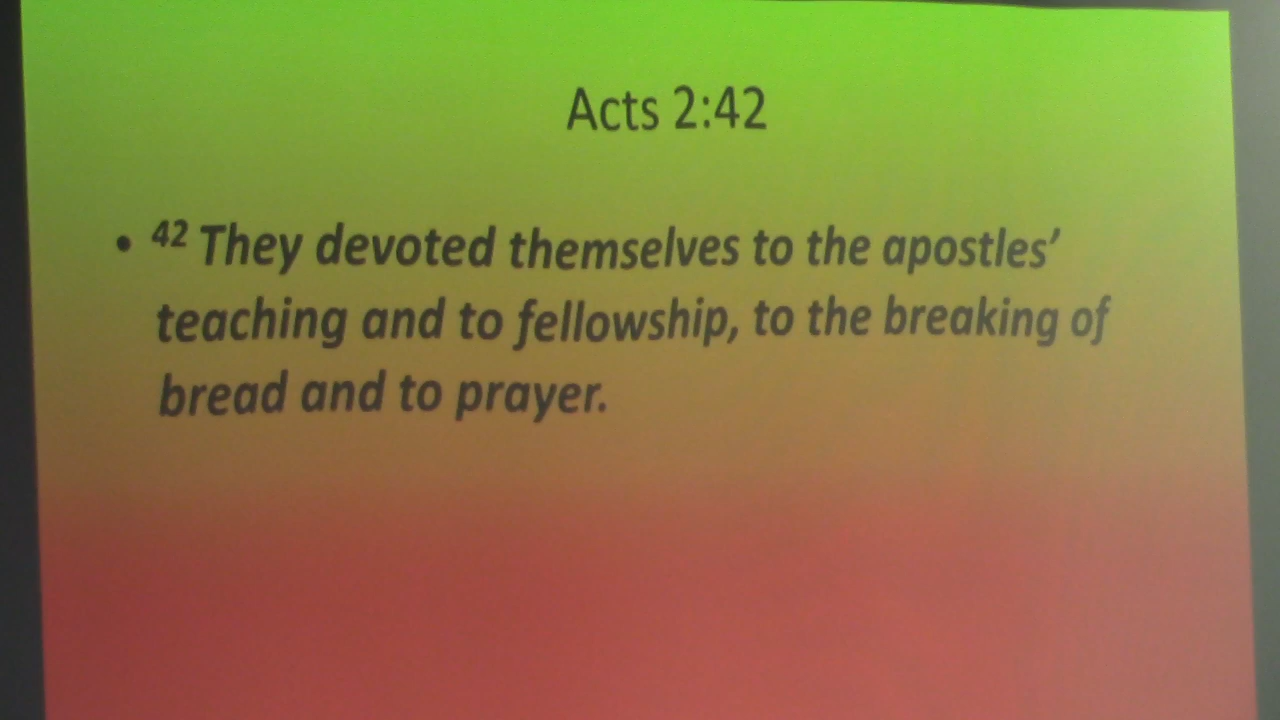 Acts 2:42
• ⁴² They devoted themselves to the apostles’
teaching and to fellowship, to the breaking of
bread and to prayer.